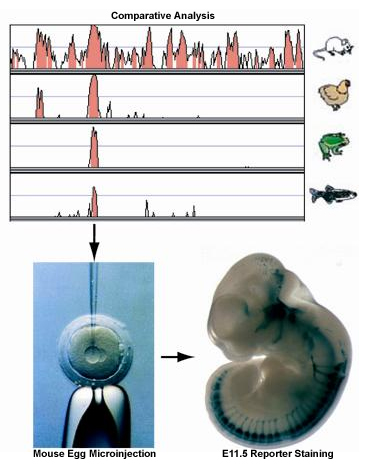 Comparative Analysis
Mouse Egg Microinjection
E11.5 Reporter Staining